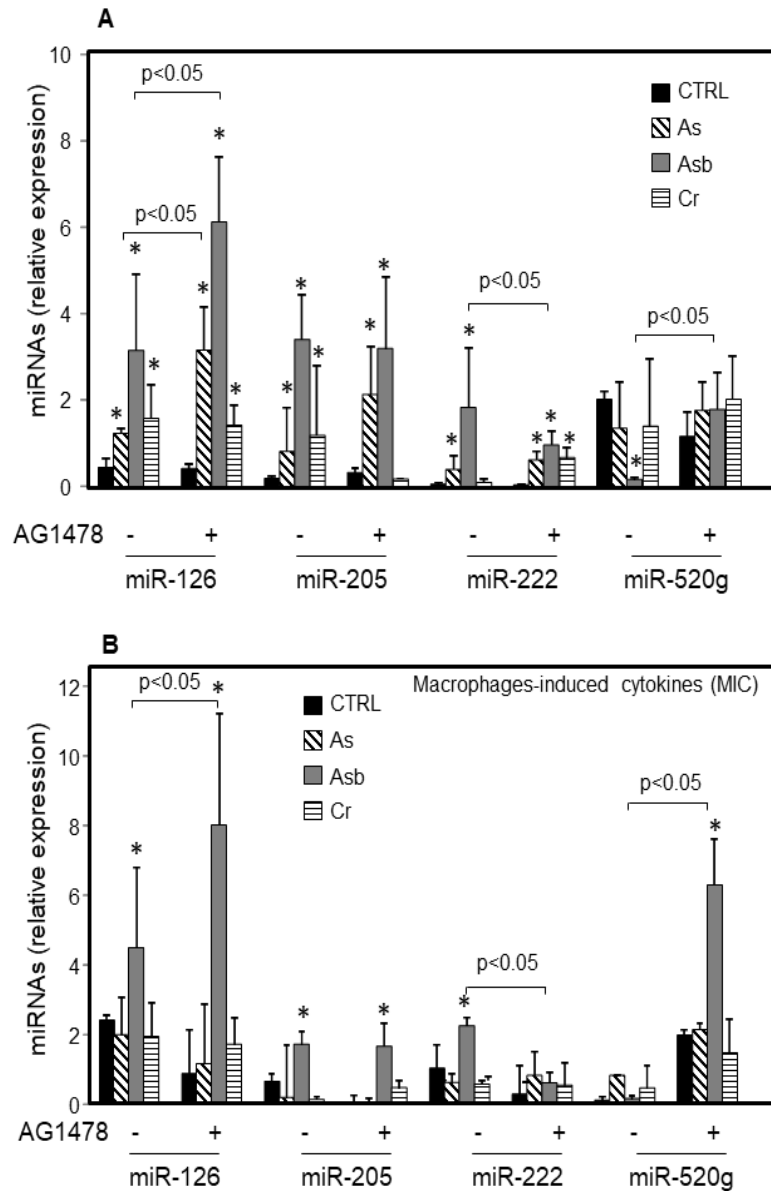 A
miRNAs (relative expression)
10
8
6
4
2
0
p<0.05
p<0.05
p<0.05
p<0.05
CTRL
As
Asb
Cr
* * * * * *
* * * * *
* * * * *
*
AG1478 - + - + - + - +
miR-126 miR-205 miR-222 miR-520g
B
Macrophages-induced cytokines (MIC)
miRNAs (relative expression)
12
10
8
6
4
2
0
p<0.05
p<0.05
p<0.05
CTRL
As
Asb
Cr
* * * * * *
AG1478 - + - + - + - +
miR-126 miR-205 miR-222 miR-520g